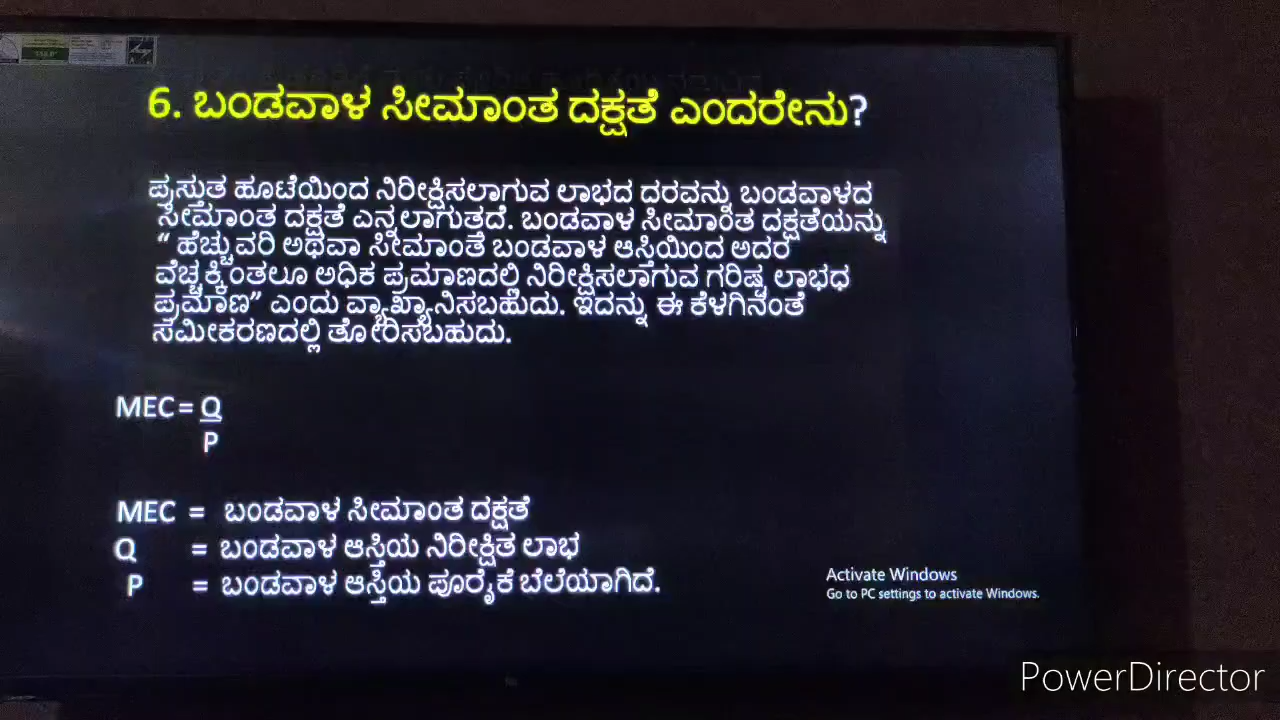 6. ಬಂಡವಾಳ ಸೀಮಾಂತ ದಕ್ಷತೆ ಎಂದರೇನು?
ಪ್ರಸ್ತುತ ಹೂಟೆಯಿಂದ ನಿರೀಕ್ಷಿಸಲಾಗುವ ಲಾಭದ ದರವನ್ನು ಬಂಡವಾಳದ
ಸೀಮಾಂತ ದಕ್ಷತೆ ಎನ್ನಲಾಗುತ್ತದೆ. ಬಂಡವಾಳ ಸೀಮಾಂತ ದಕ್ಷತೆಯನ್ನು
“ ಹೆಚ್ಚುವರಿ ಅಥವಾ ಸೀಮಾಂತ ಬಂಡವಾಳ ಆಸ್ತಿಯಿಂದ ಅದರ
ವೆಚ್ಚಕ್ಕಿಂತಲೂ ಅಧಿಕ ಪ್ರಮಾಣದಲ್ಲಿ ನಿರೀಕ್ಷಿಸಲಾಗುವ ಗರಿಷ್ಟ ಲಾಭಧ
ಪ್ರಮಾಣ” ಎಂದು ವ್ಯಾಖ್ಯಾನಿಸಬಹುದು. ಇದನ್ನು ಈ ಕೆಳಗಿನಂತೆ
ಸಮೀಕರಣದಲ್ಲಿ ತೋರಿಸಬಹುದು.
MEC= Q
P
MEC = ಬಂಡವಾಳ ಸೀಮಾಂತ ದಕ್ಷತೆ
Q = ಬಂಡವಾಳ ಆಸ್ತಿಯ ನಿರೀಕ್ಷಿತ ಲಾಭ
P = ಬಂಡವಾಳ ಆಸ್ತಿಯ ಪೂರೈಕೆ ಬೆಲೆಯಾಗಿದೆ.
Activate Windows
Go to PC settings to activate Windows.
PowerDirector